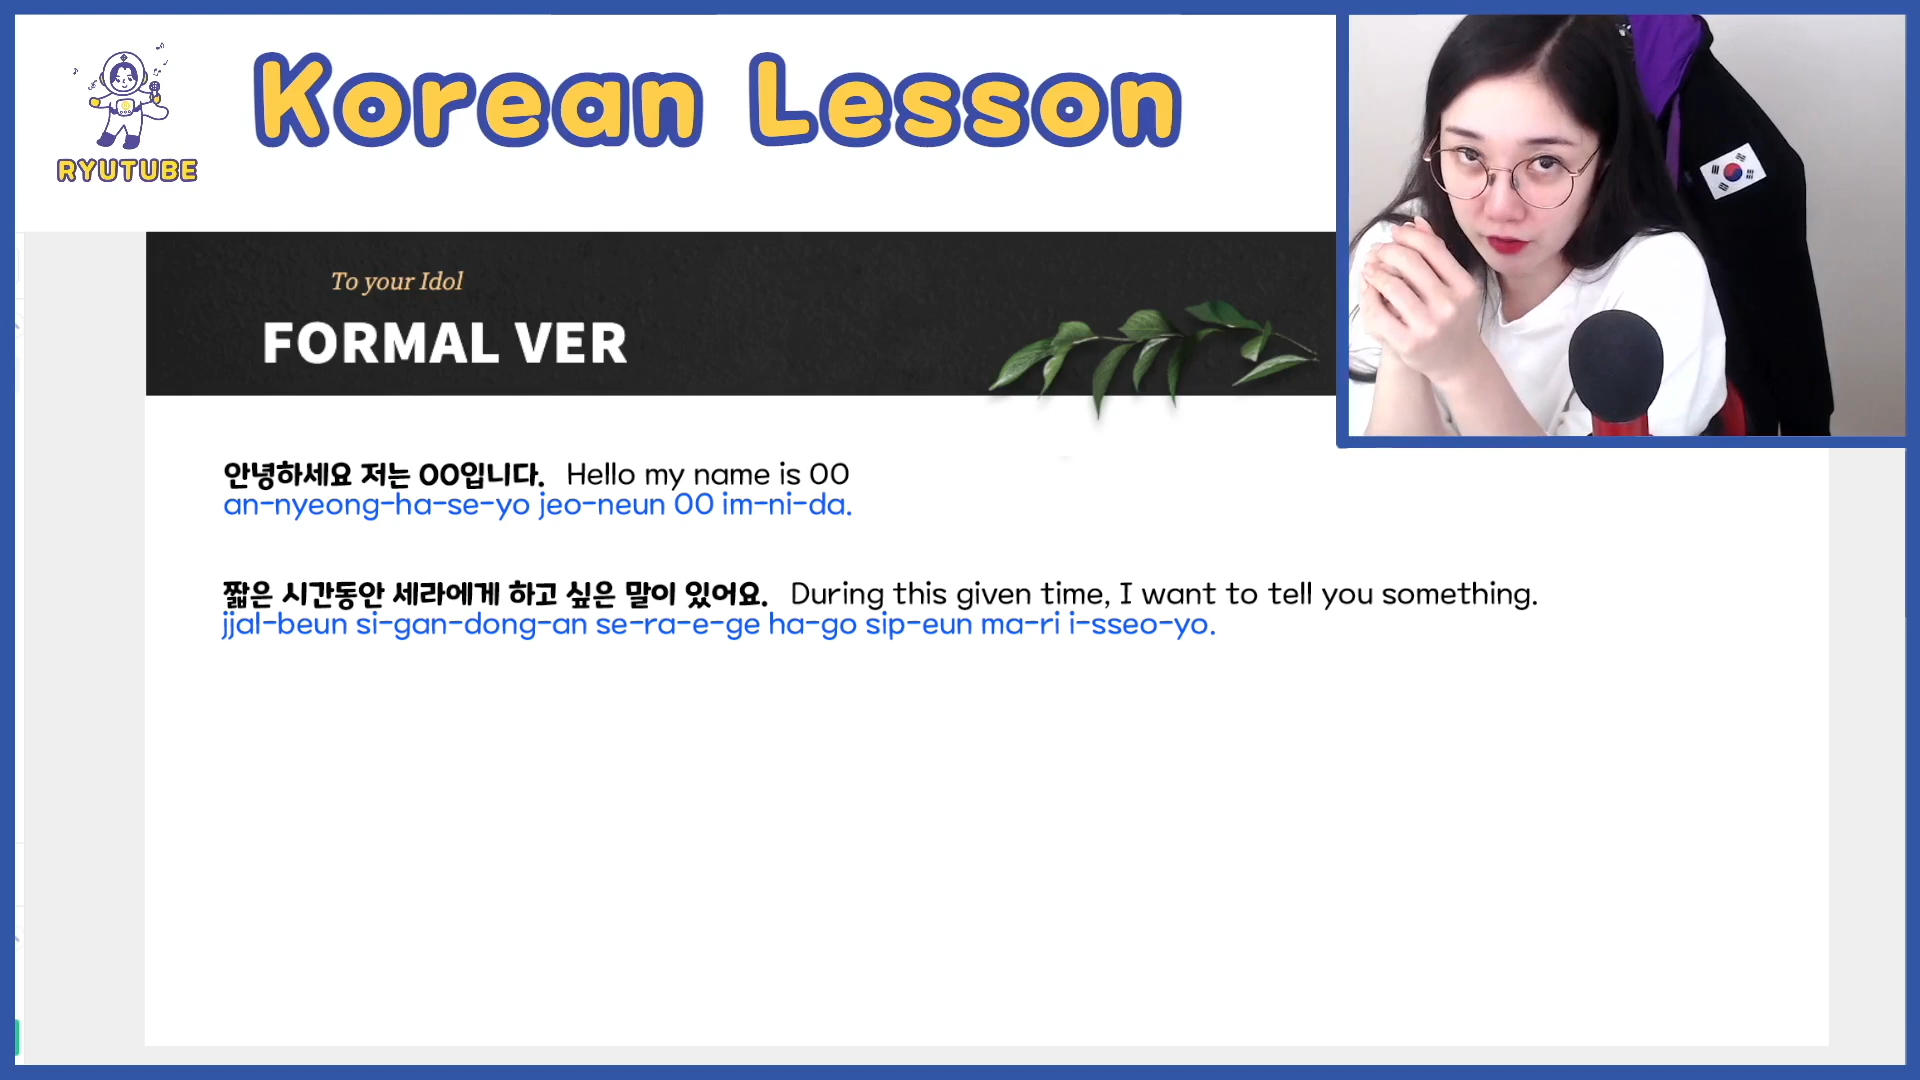 RYUTUBE
Korean Lesson
To your Idol
FORMAL VER
안녕하세요 저는 OO입니다. Hello my name is OO
an-nyeong-ha-se-yo jeo-neun OO im-ni-da.
짧은 시간동안 세라에게 하고 싶은 말이 있어요. During this given time, I want to tell you something.
jjal-beun si-gan-dong-an se-ra-e-ge ha-go sip-eun ma-ri i-sseo-yo.